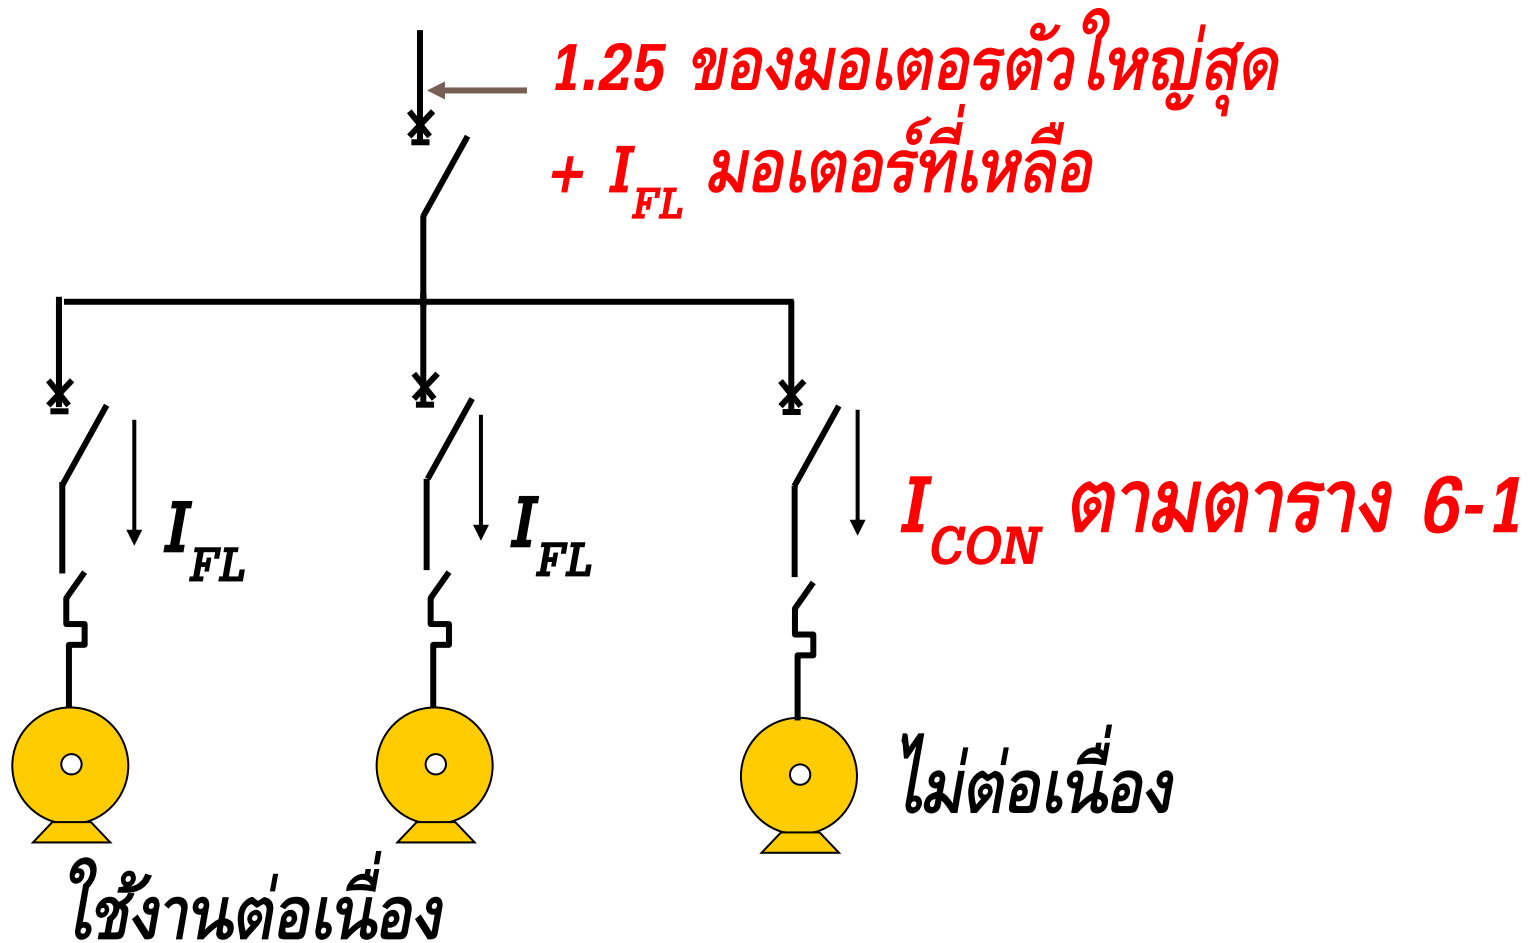 1.25 ของมอเตอรตัวใหญ่สุด
+ IFL มอเตอร์ที่เหลือ
IFL
IFL
ICON ตามตาราง 6-1
ไม่ต่อเนื่อง
ใช้งานต่อเนื่อง